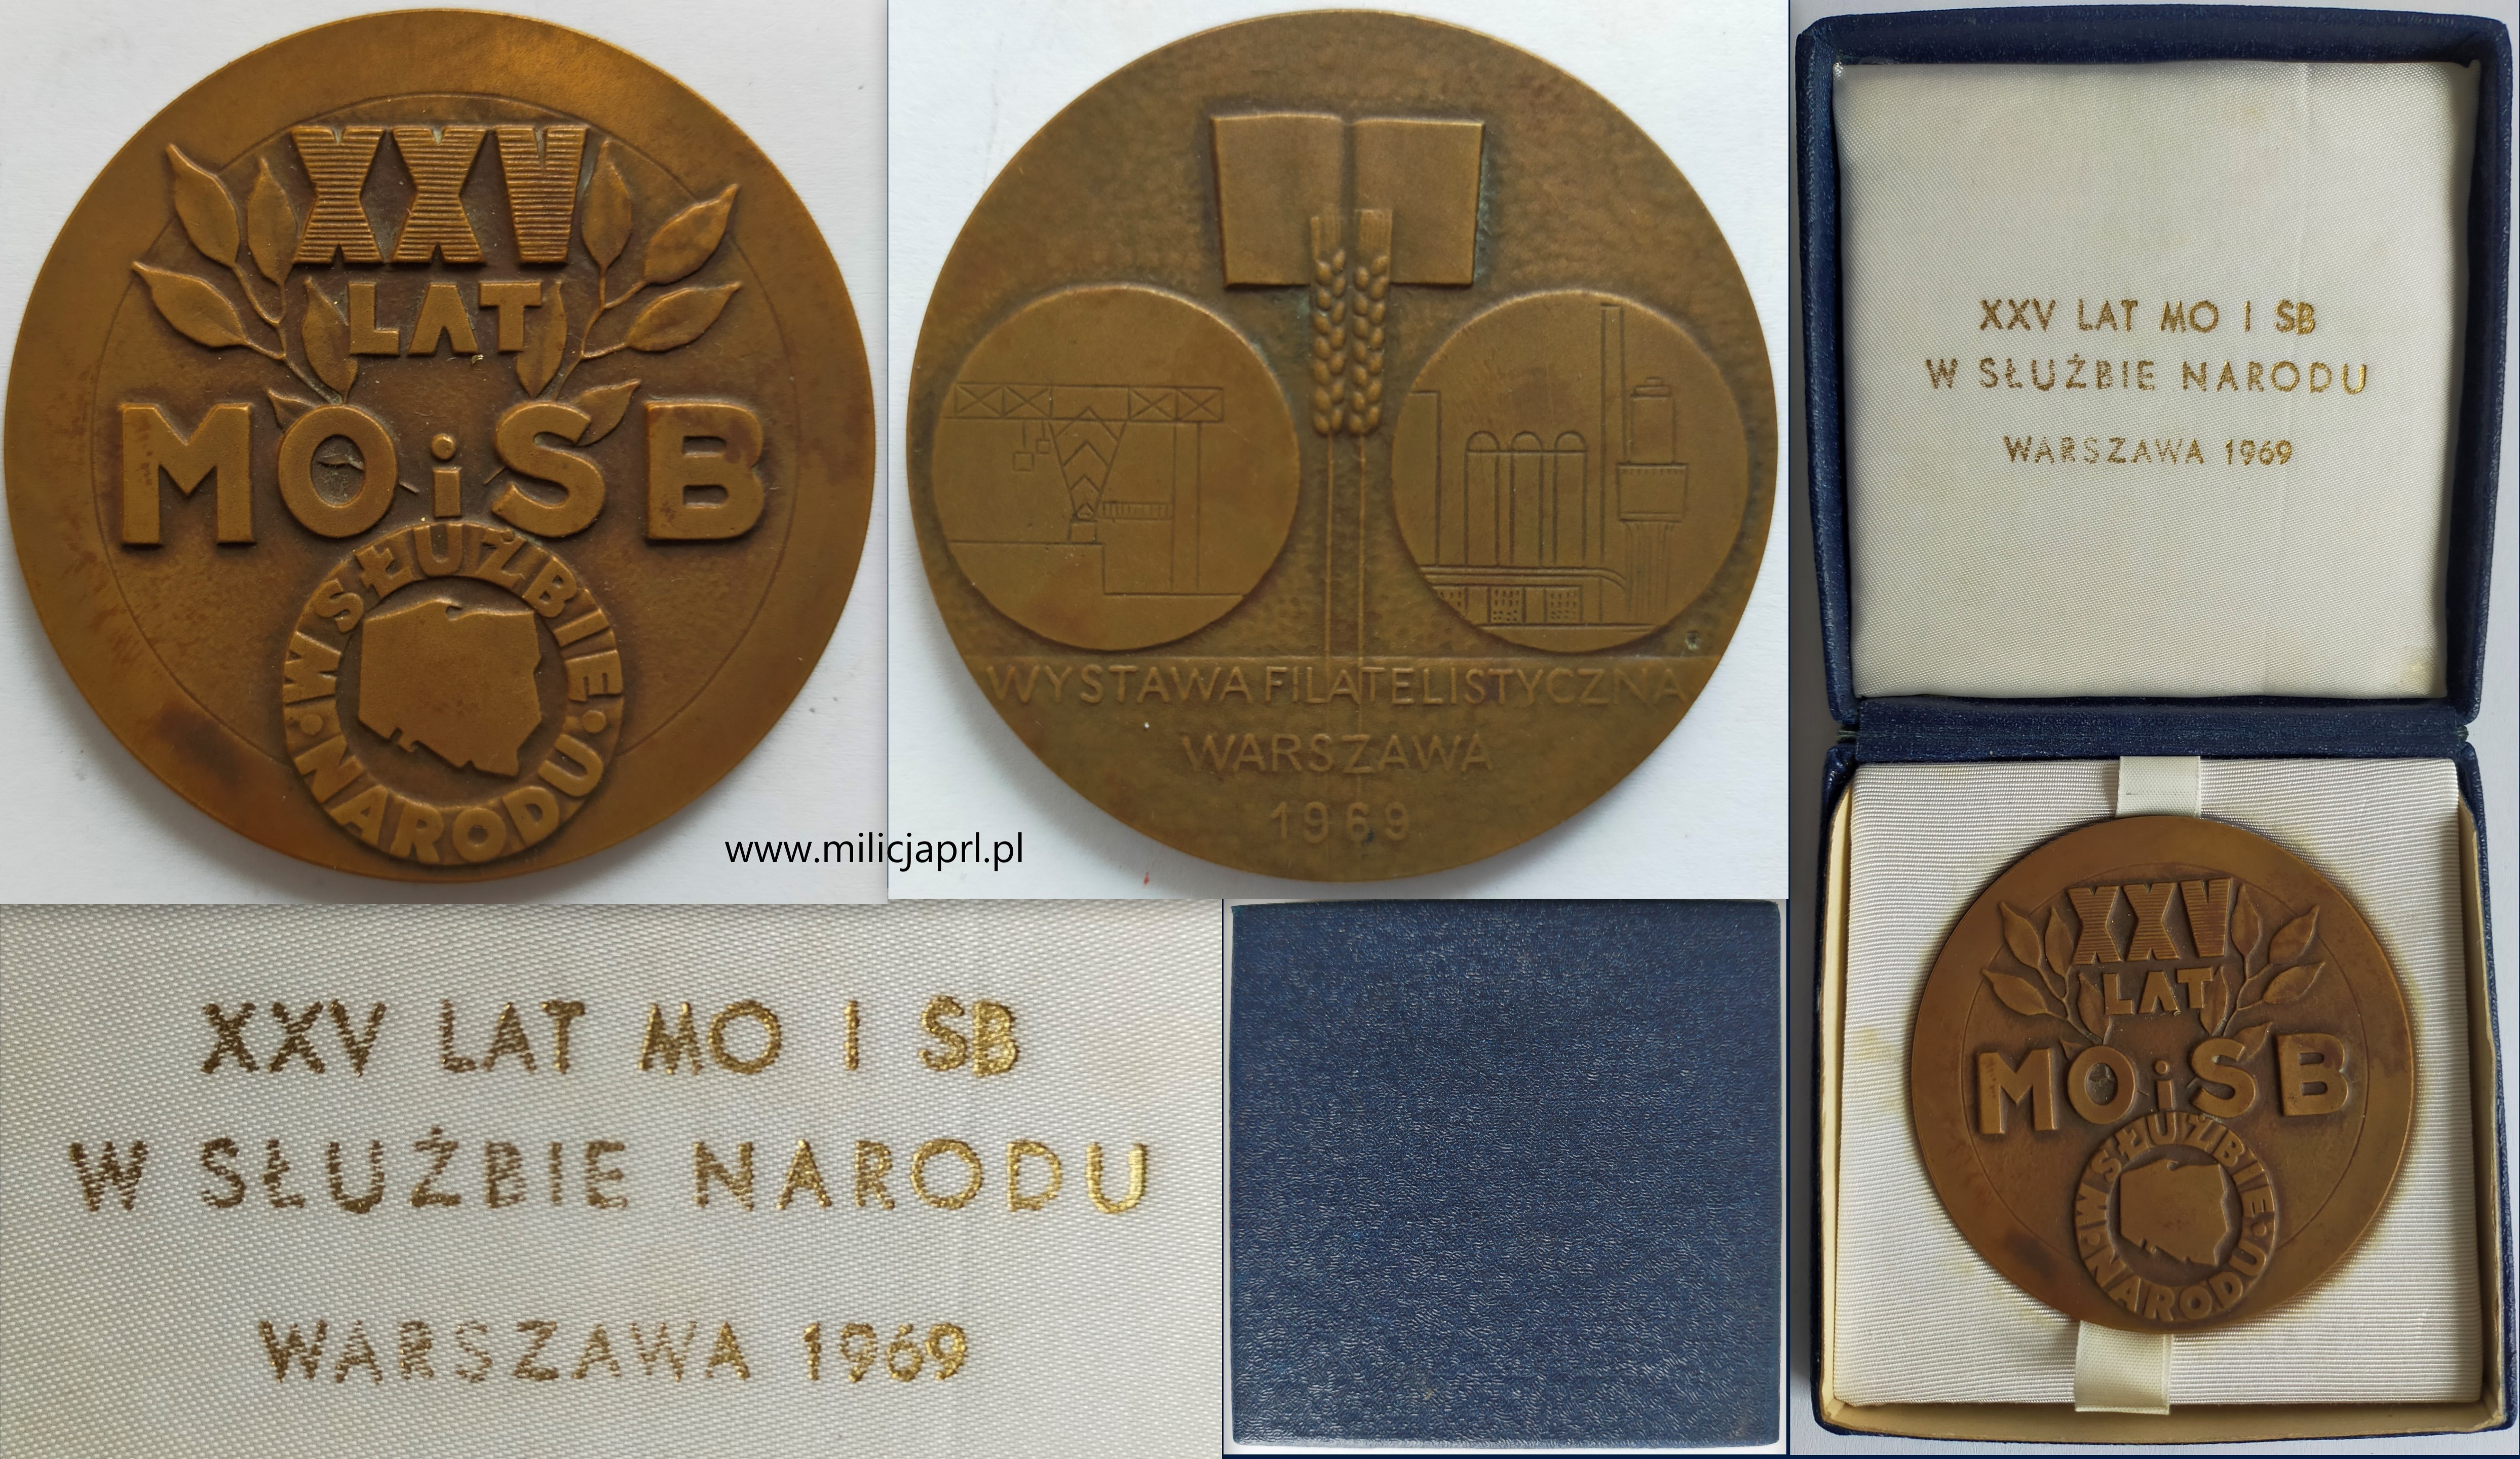 XXV
LAT
MO i SB
W SŁUŻBIE
• NARODU •
WYSTAWA FILATELISTYCZNA
WARSZAWA
1969
www.milicjaprl.pl
XXV LAT MO I SB
W SŁUŻBIE NARODU
WARSZAWA 1969
XXV LAT MO I SB
W SŁUŻBIE NARODU
WARSZAWA 1969
XXV
LAT
MO i SB
W SŁUŻBIE
• NARODU •